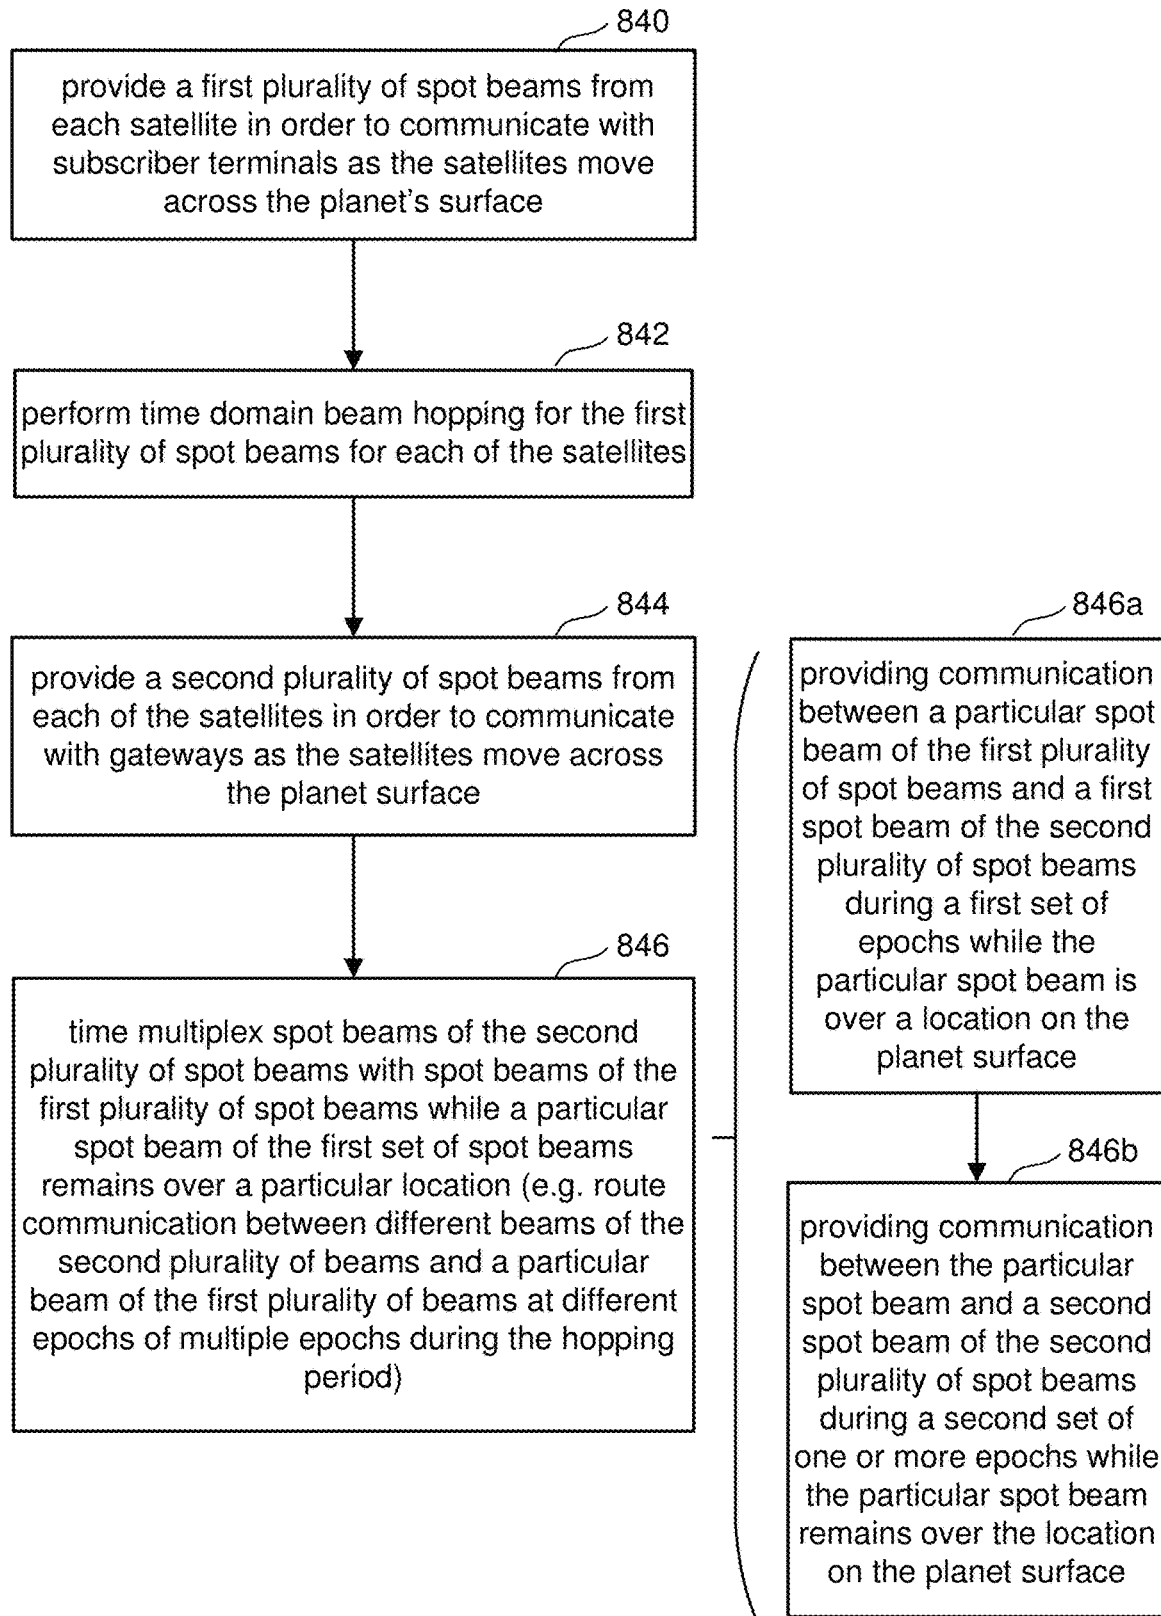 840
provide a first plurality of spot beams from
each satellite in order to communicate with
subscriber terminals as the satellites move
across the planet's surface
842
perform time domain beam hopping for the first
plurality of spot beams for each of the satellites
844
provide a second plurality of spot beams from
each of the satellites in order to communicate
with gateways as the satellites move across
the planet surface
846
time multiplex spot beams of the second
plurality of spot beams with spot beams of the
first plurality of spot beams while a particular
spot beam of the first set of spot beams
remains over a particular location (e.g. route
communication between different beams of the
second plurality of beams and a particular
beam of the first plurality of beams at different
epochs of multiple epochs during the hopping
period)
846a
providing communication
between a particular spot
beam of the first plurality
of spot beams and a first
spot beam of the second
plurality of spot beams
during a first set of
epochs while the
particular spot beam is
over a location on the
planet surface
846b
providing communication
between the particular
spot beam and a second
spot beam of the second
plurality of spot beams
during a second set of
one or more epochs while
the particular spot beam
remains over the location
on the planet surface